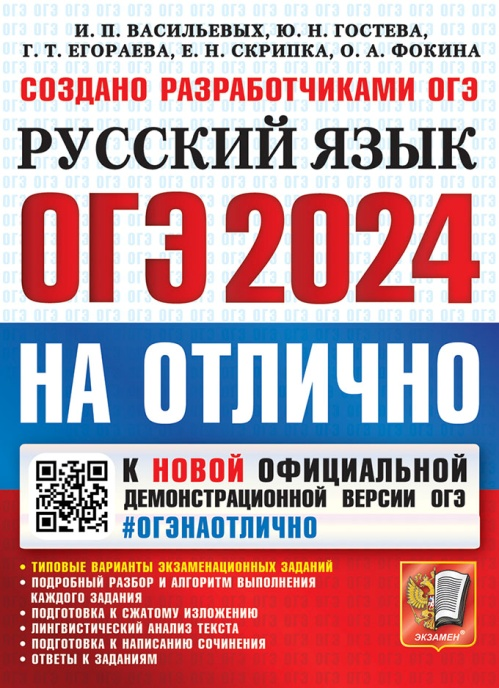 И. П. ВАСИЛЬЕВЫХ, Ю. Н. ГОСТЕВА,
Г. Т. ЕГОРАЕВА, Е. Н. СКРИПКА, О. А. ФОКИНА
СОЗДАНО РАЗРАБОТЧИКАМИ ОГЭ
РУССКИЙ ЯЗЫК
ОГЭ 2024
НА ОТЛИЧНО
К НОВОЙ ОФИЦИАЛЬНОЙ
ДЕМОНСТРАЦИОННОЙ ВЕРСИИ ОГЭ
#ОГЭНАОТЛИЧНО
• ТИПОВЫЕ ВАРИАНТЫ ЭКЗАМЕНАЦИОННЫХ ЗАДАНИЙ
• ПОДРОБНЫЙ РАЗБОР И АЛГОРИТМ ВЫПОЛНЕНИЯ
КАЖДОГО ЗАДАНИЯ
• ПОДГОТОВКА К СЖАТОМУ ИЗЛОЖЕНИЮ
• ЛИНГВИСТИЧЕСКИЙ АНАЛИЗ ТЕКСТА
• ПОДГОТОВКА К НАПИСАНИЮ СОЧИНЕНИЯ
• ОТВЕТЫ К ЗАДАНИЯМ
ЭКЗАМЕН®